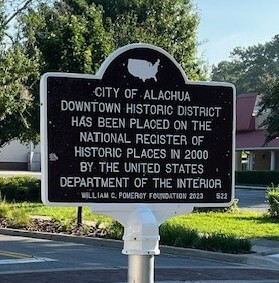 CITY OF ALACHUA
DOWNTOWN HISTORIC DISTRICT
HAS BEEN PLACED ON THE
NATIONAL REGISTER OF
HISTORIC PLACES IN 2000
BY THE UNITED STATES
DEPARTMENT OF THE INTERIOR
WILLIAM G. POMEROY FOUNDATION 2023 522